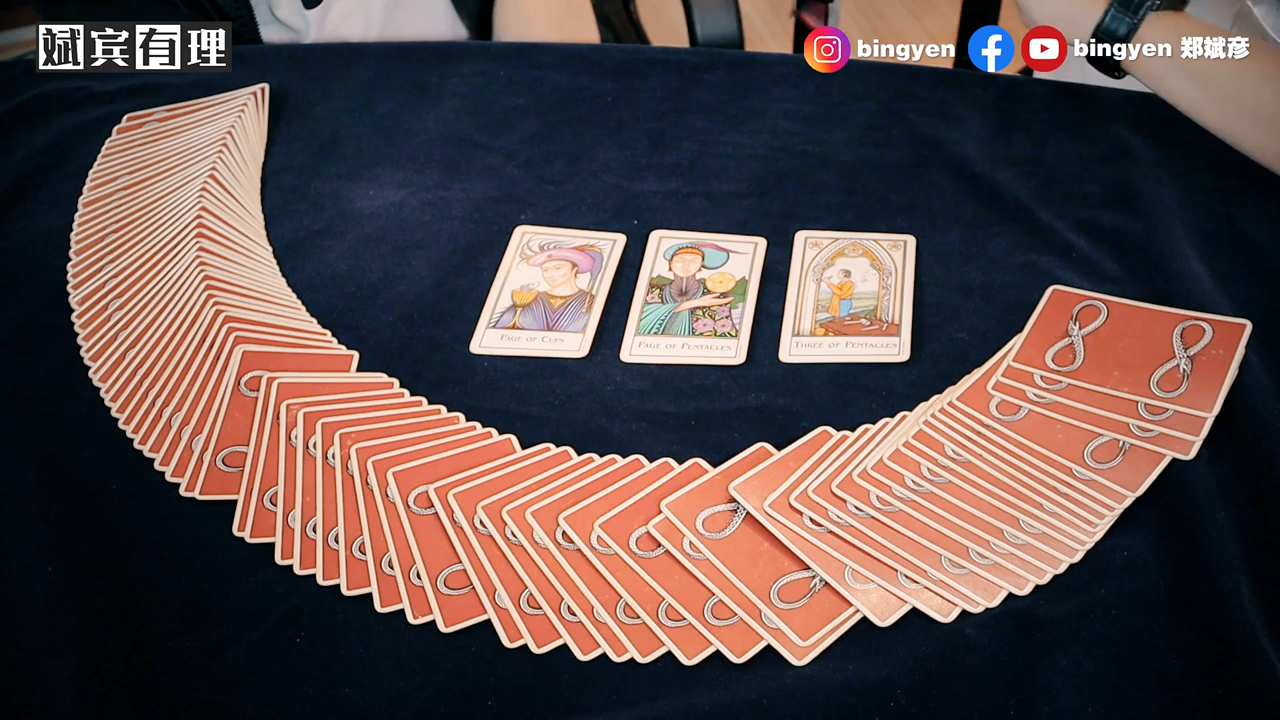 斌宾有理
bingyen
bingyen 郑斌彦
PAGE OF CUPS
PAGE OF PENTACLES
THREE OF PENTACLES